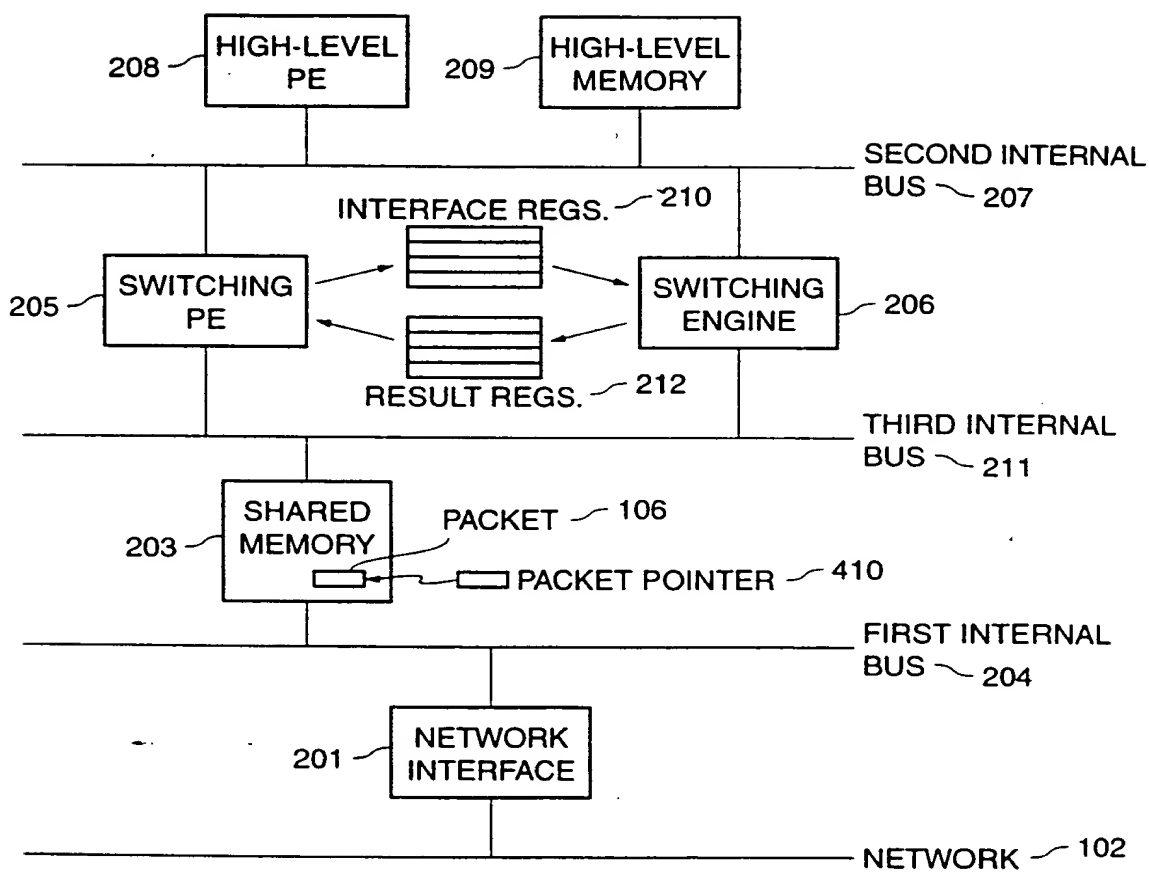 208
HIGH-LEVEL
PE
209
HIGH-LEVEL
MEMORY
SECOND INTERNAL
BUS 207
INTERFACE REGS. 210
205
SWITCHING
PE
SWITCHING
ENGINE
206
RESULT REGS. 212
THIRD INTERNAL
BUS 211
203
SHARED
MEMORY
PACKET 106
PACKET POINTER 410
FIRST INTERNAL
BUS 204
201
NETWORK
INTERFACE
NETWORK 102